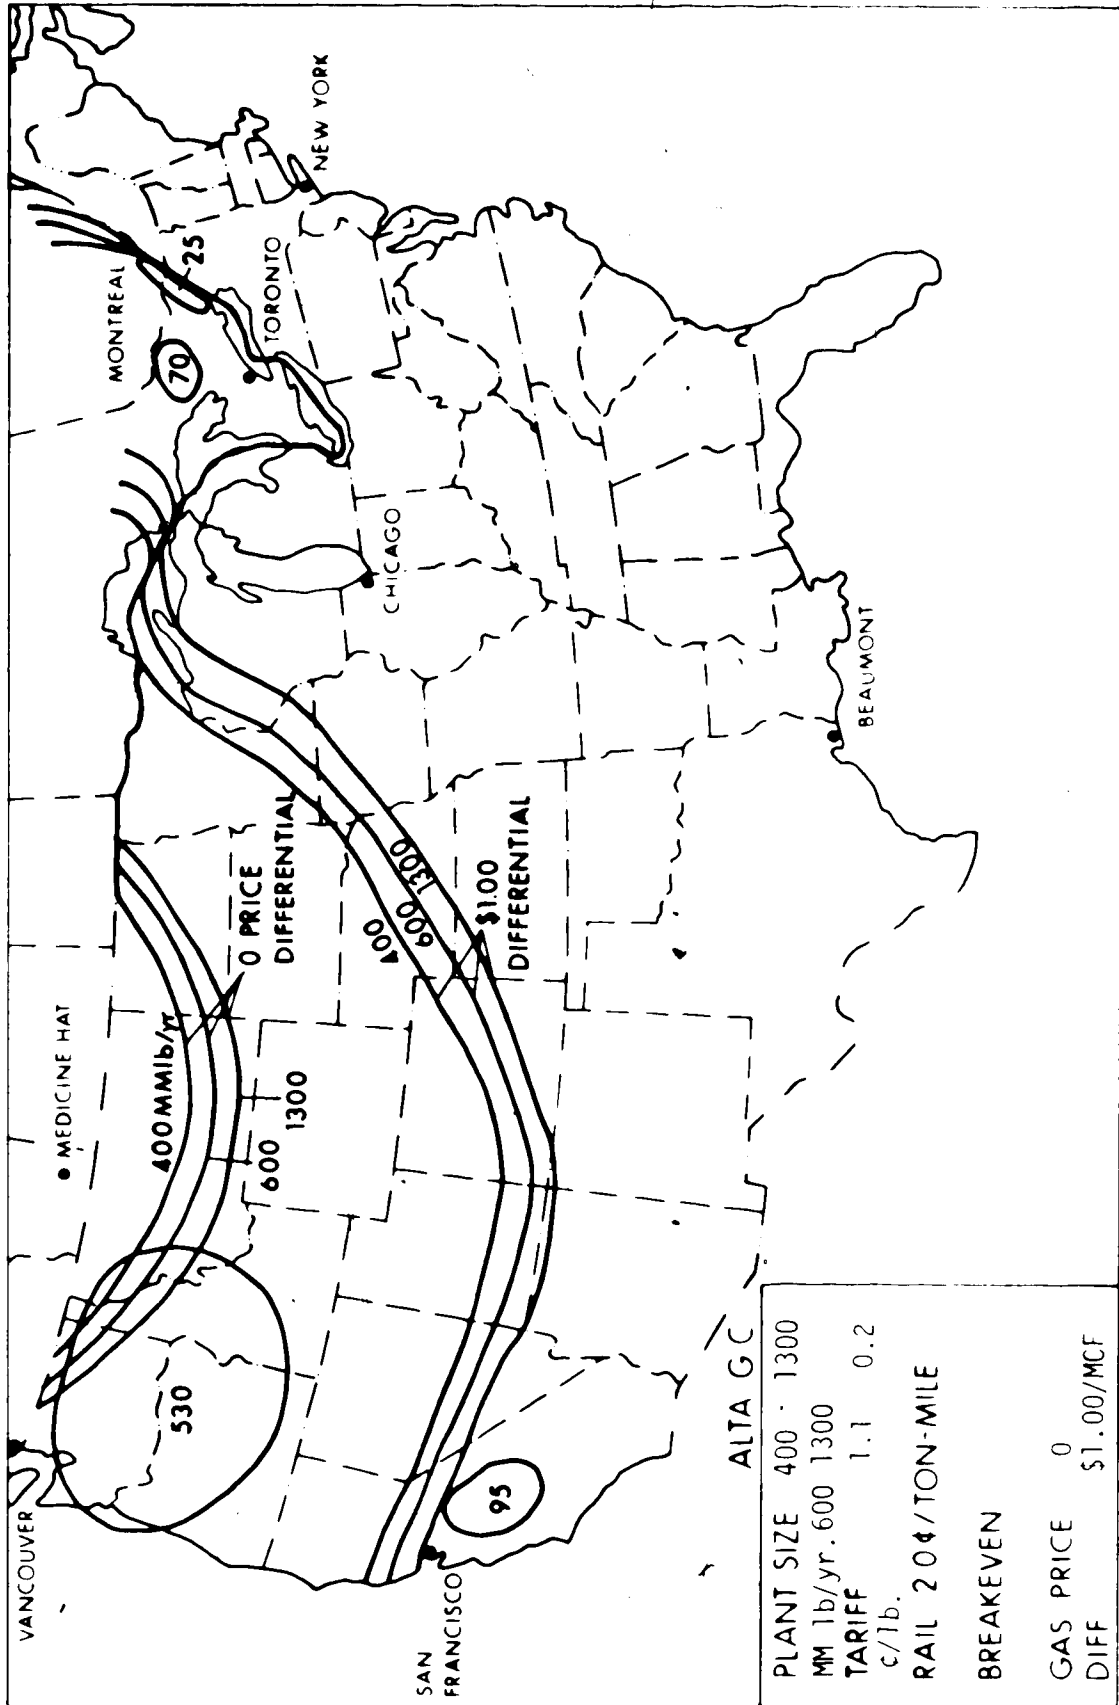 VANCOUVER
MEDICINE HAT
MONTREAL
70
25
TORONTO
NEW YORK
530
400MMlb/yr
600
1300
0 PRICE
DIFFERENTIAL
CHICAGO
400
600
1300
$1.00
DIFFERENTIAL
SAN
FRANCISCO
95
BEAUMONT
ALTA G C
PLANT SIZE 400 - 1300
MM lb/yr. 600 1300
TARIFF 1.1 0.2
c/lb.
RAIL 2 0¢/TON-MILE
BREAKEVEN
GAS PRICE 0
DIFF $1.00/MCF